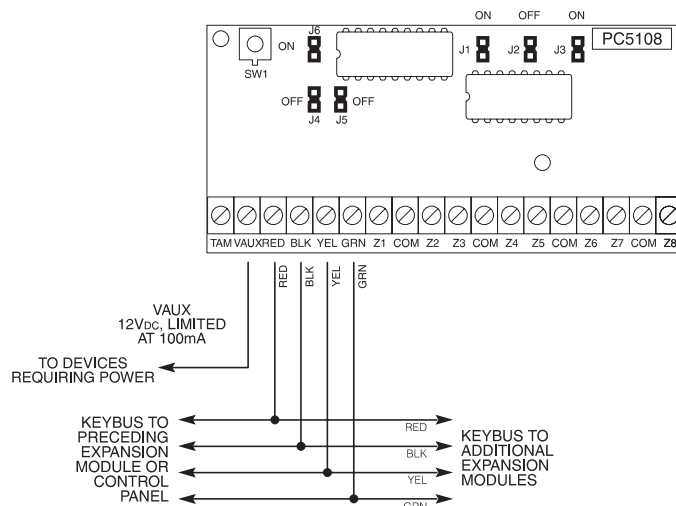 ON OFF ON
J6
ON J1 J2 J3 PC5108
SW1
OFF OFF
J4 J5
TAM VAUX RED BLK YEL GRN Z1 COM Z2 Z3 COM Z4 Z5 COM Z6 Z7 COM Z8
RED BLK YEL GRN
VAUX
12VDC, LIMITED
AT 100mA
TO DEVICES
REQUIRING POWER
KEYBUS TO
PRECEDING
EXPANSION
MODULE OR
CONTROL
PANEL
RED
BLK
YEL
GRN
KEYBUS TO
ADDITIONAL
EXPANSION
MODULES